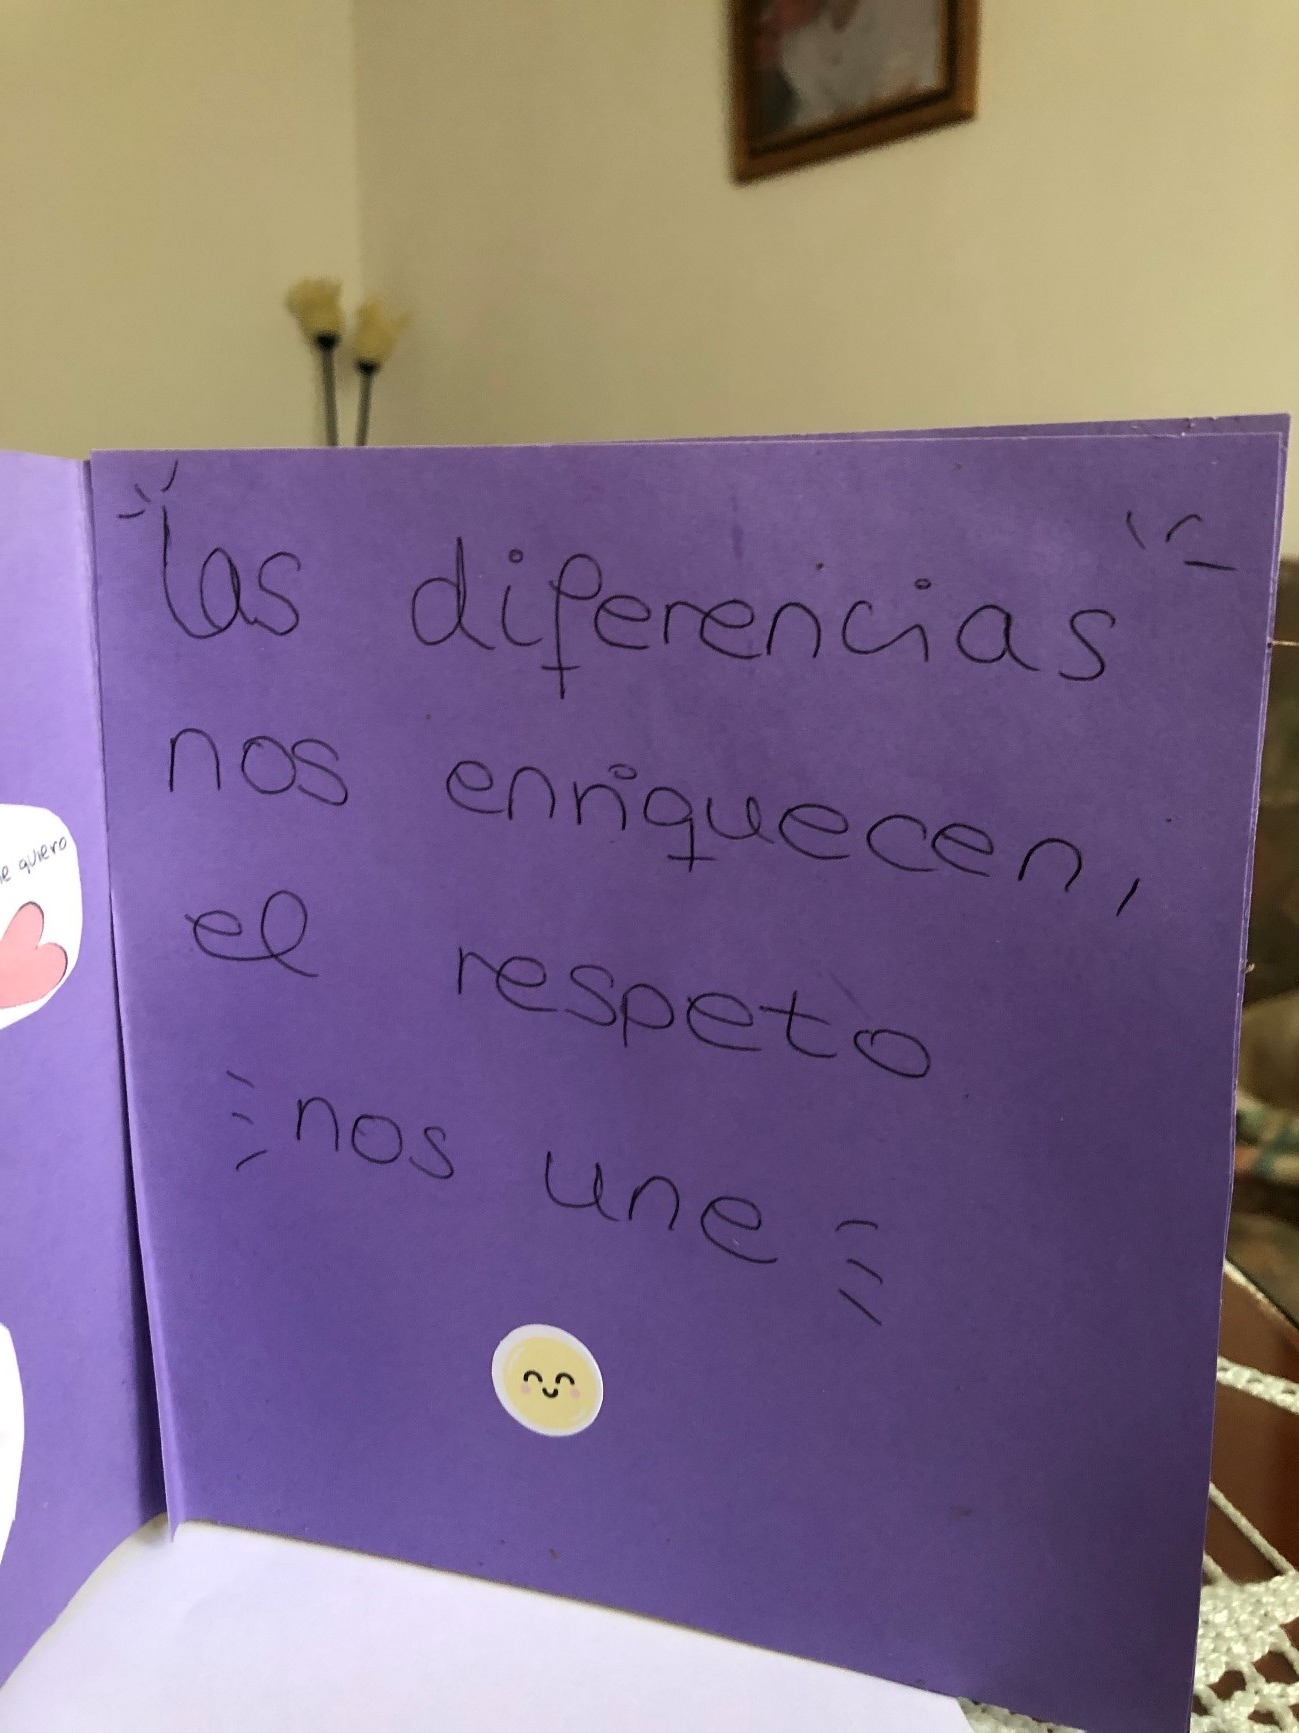 las diferencias
nos enriquecen,
el respeto
nos une
quiero